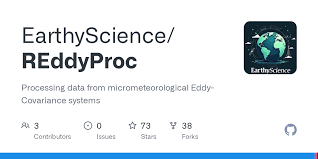 EarthyScience/
REddyProc
Processing data from micrometeorological Eddy-
Covariance systems
EarthyScience
3
Contributors
0
Issues
73
Stars
38
Forks